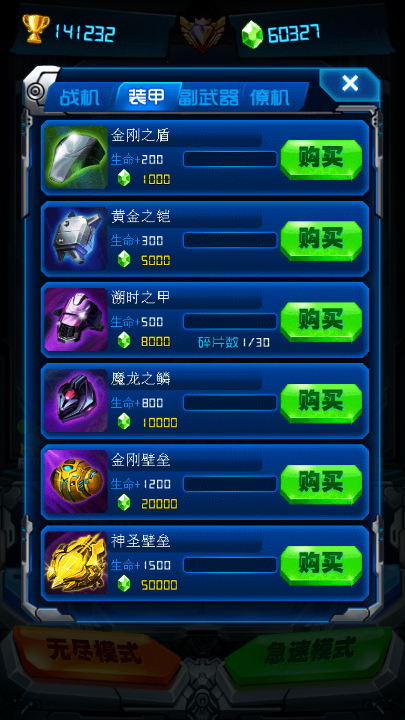 141232
60327
战机 装甲 副武器 僚机
金刚之盾
生命+200
购买
1000
黄金之铠
生命+300
购买
5000
溯时之甲
生命+500
购买
8000 碎片数 1/30
魔龙之鳞
生命+800
购买
10000
金刚壁垒
生命+1200
购买
20000
神圣壁垒
生命+1500
购买
50000
无尽模式 急速模式